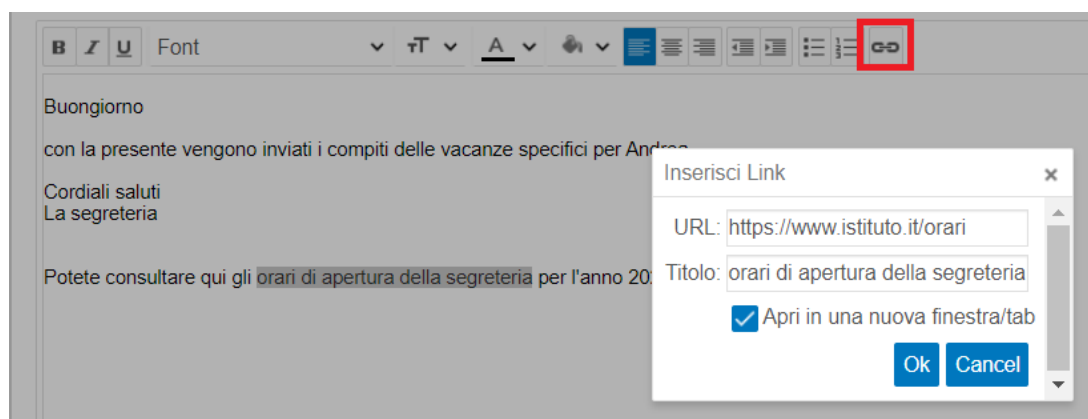 B I U Font тT A
Buongiorno
con la presente vengono inviati i compiti delle vacanze specifici per Andrea
Cordiali saluti
La segreteria
Potete consultare qui gli orari di apertura della segreteria per l'anno
Inserisci Link ×
URL: https://www.istituto.it/orari
Titolo: orari di apertura della segreteria
Apri in una nuova finestra/tab
Ok Cancel